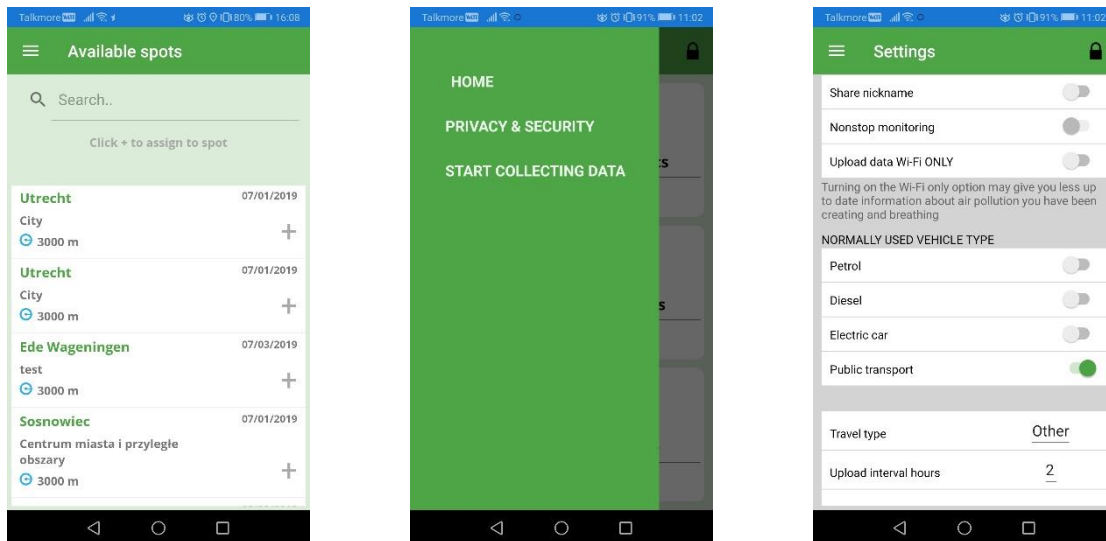 Talkmore 80% 16:08
Available spots
Search..
Click + to assign to spot
Utrecht 07/01/2019
City
3000 m
Utrecht 07/01/2019
City
3000 m
Ede Wageningen 07/03/2019
test
3000 m
Sosnowiec 07/01/2019
Centrum miasta i przyległe
obszary
3000 m
Talkmore 91% 11:02
HOME
PRIVACY & SECURITY
START COLLECTING DATA
Talkmore 91% 11:02
Settings
Share nickname
Nonstop monitoring
Upload data Wi-Fi ONLY
Turning on the Wi-Fi only option may give you less up
to date information about air pollution you have been
creating and breathing
NORMALLY USED VEHICLE TYPE
Petrol
Diesel
Electric car
Public transport
Travel type Other
Upload interval hours 2